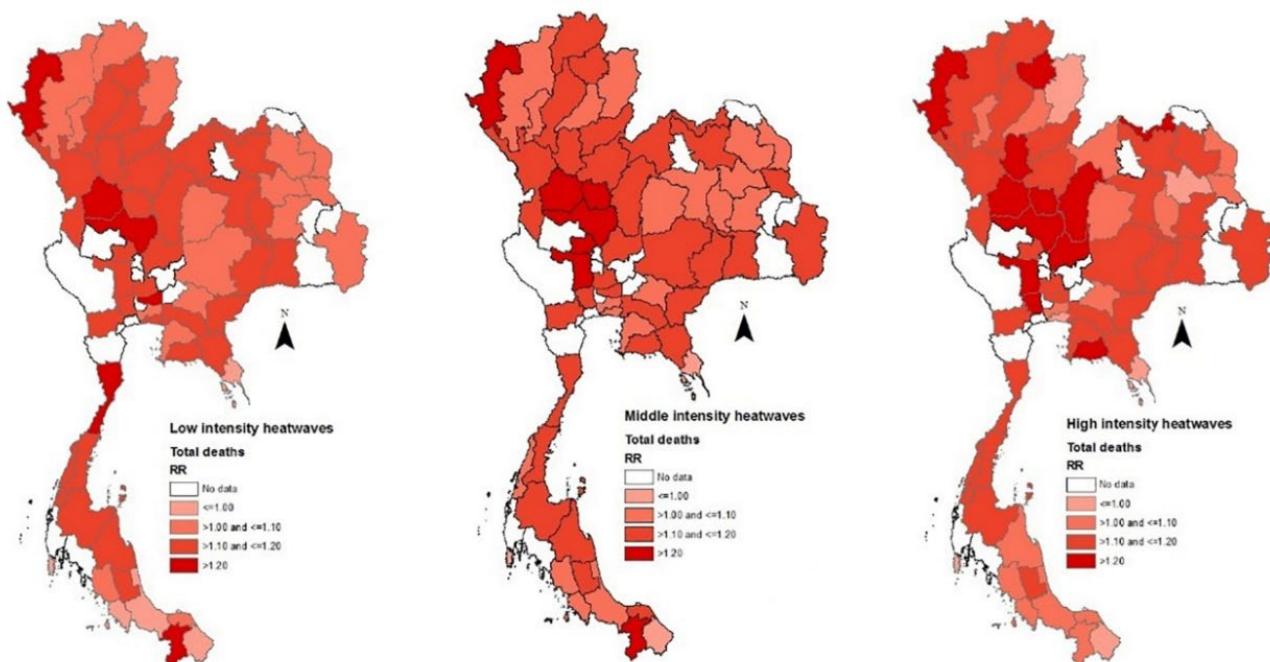 N
Low intensity heatwaves
Total deaths
RR
No data
<=1.00
>1.00 and <=1.10
>1.10 and <=1.20
>1.20
N
Middle intensity heatwaves
Total deaths
RR
No data
<=1.00
>1.00 and <=1.10
>1.10 and <=1.20
>1.20
N
High intensity heatwaves
Total deaths
RR
No data
<=1.00
>1.00 and <=1.10
>1.10 and <=1.20
>1.20